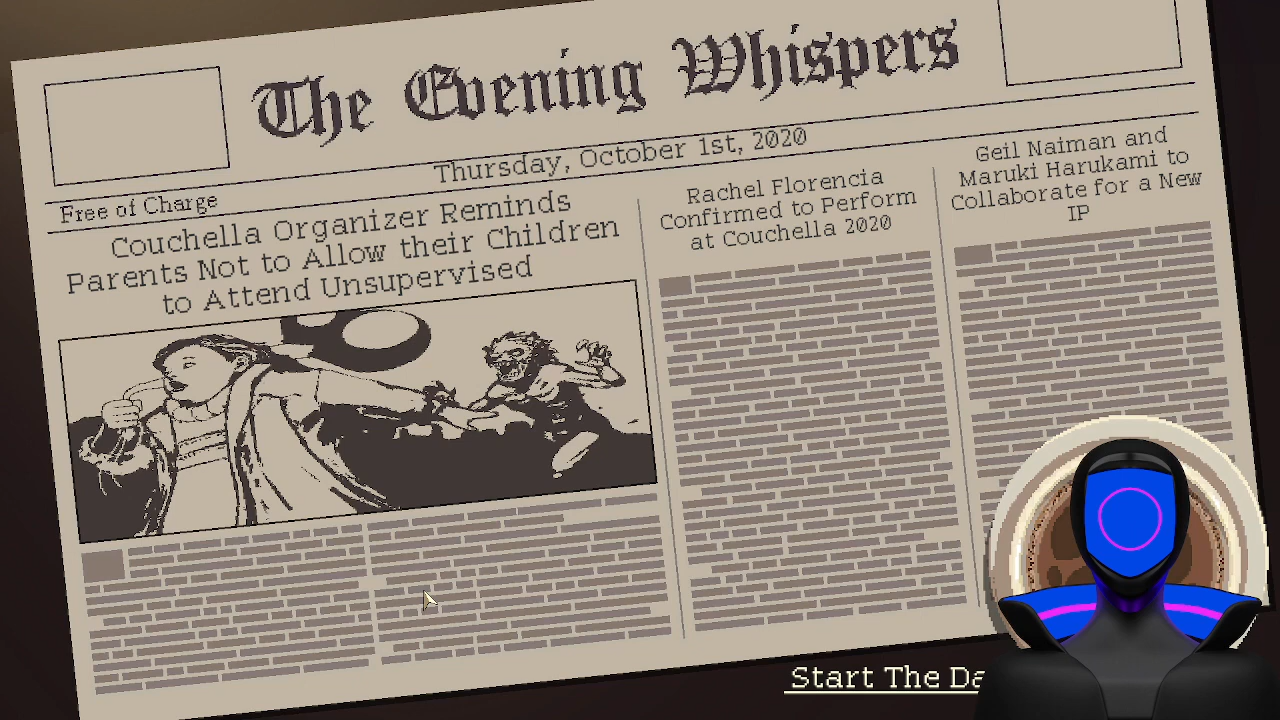 The Evening Whispers
Thursday, October 1st, 2020
Free of Charge
Couchella Organizer Reminds
Parents Not to Allow their Children
to Attend Unsupervised
Rachel Florencia
Confirmed to Perform
at Couchella 2020
Geil Naiman and
Maruki Harukami to
Collaborate for a New
IP
Start The